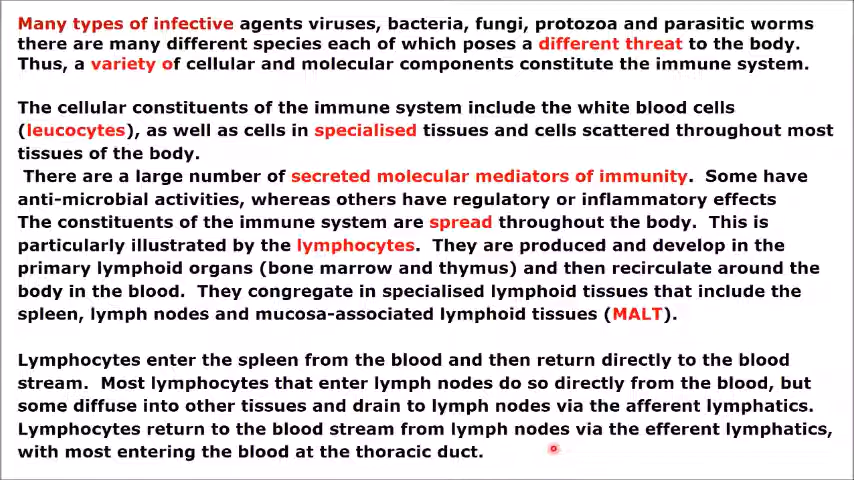 Many types of infective agents viruses, bacteria, fungi, protozoa and parasitic worms
there are many different species each of which poses a different threat to the body.
Thus, a variety of cellular and molecular components constitute the immune system.
The cellular constituents of the immune system include the white blood cells
(leucocytes), as well as cells in specialised tissues and cells scattered throughout most
tissues of the body.
There are a large number of secreted molecular mediators of immunity.  Some have
anti-microbial activities, whereas others have regulatory or inflammatory effects
The constituents of the immune system are spread throughout the body.  This is
particularly illustrated by the lymphocytes.  They are produced and develop in the
primary lymphoid organs (bone marrow and thymus) and then recirculate around the
body in the blood.  They congregate in specialised lymphoid tissues that include the
spleen, lymph nodes and mucosa-associated lymphoid tissues (MALT).
Lymphocytes enter the spleen from the blood and then return directly to the blood
stream.  Most lymphocytes that enter lymph nodes do so directly from the blood, but
some diffuse into other tissues and drain to lymph nodes via the afferent lymphatics.
Lymphocytes return to the blood stream from lymph nodes via the efferent lymphatics,
with most entering the blood at the thoracic duct.